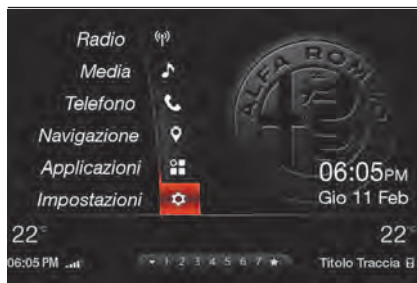 Radio
Media
Telefono
Navigazione
Applicazioni
Impostazioni
ALFA ROMEO
06:05PM
Gio 11 Feb
22°
22°
06:05 PM
1 2 3 4 5 6 7
Titolo Traccia